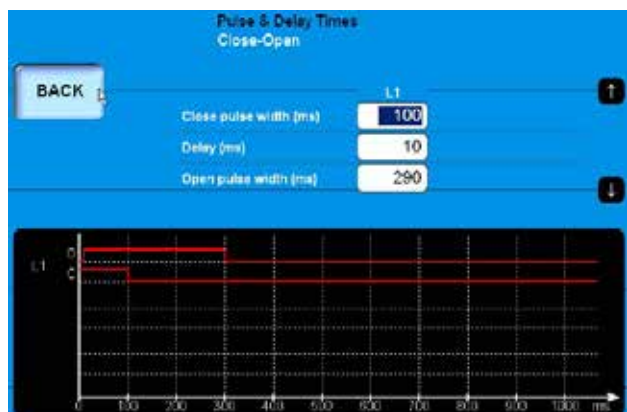 Pulse & Delay Times
Close-Open
BACK
L1
Close pulse width (ms) 100
Delay (ms) 10
Open pulse width (ms) 290
L1
O
C
0 100 200 300 400 500 600 700 800 900 1000 ms